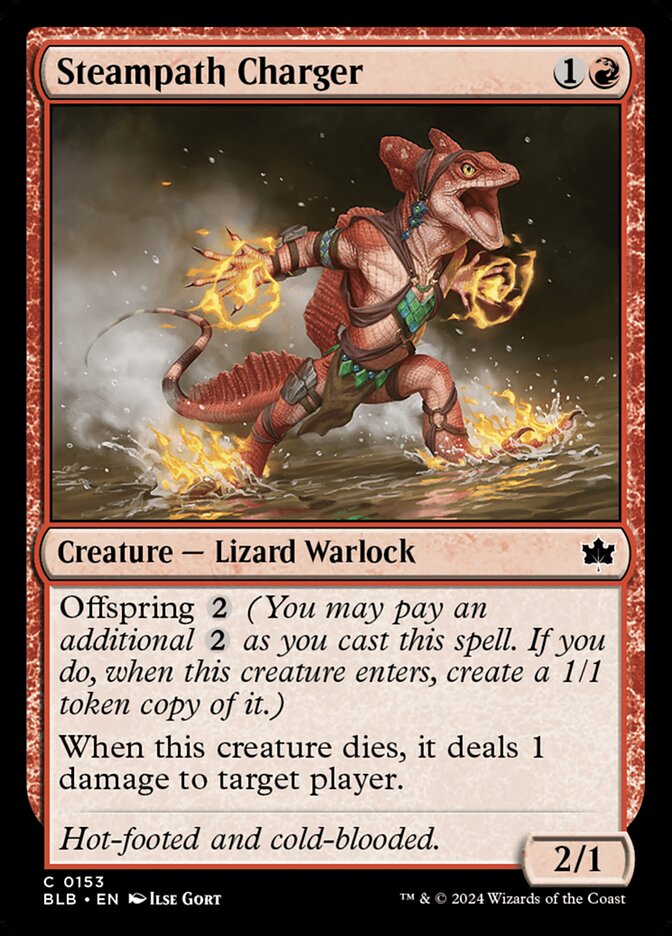 Steampath Charger 1
Creature — Lizard Warlock
Offspring 2 (You may pay an
additional 2 as you cast this spell. If you
do, when this creature enters, create a 1/1
token copy of it.)
When this creature dies, it deals 1
damage to target player.
Hot-footed and cold-blooded.
2/1
C 0153
BLB • EN Ilse Gort
™ & © 2024 Wizards of the Coast